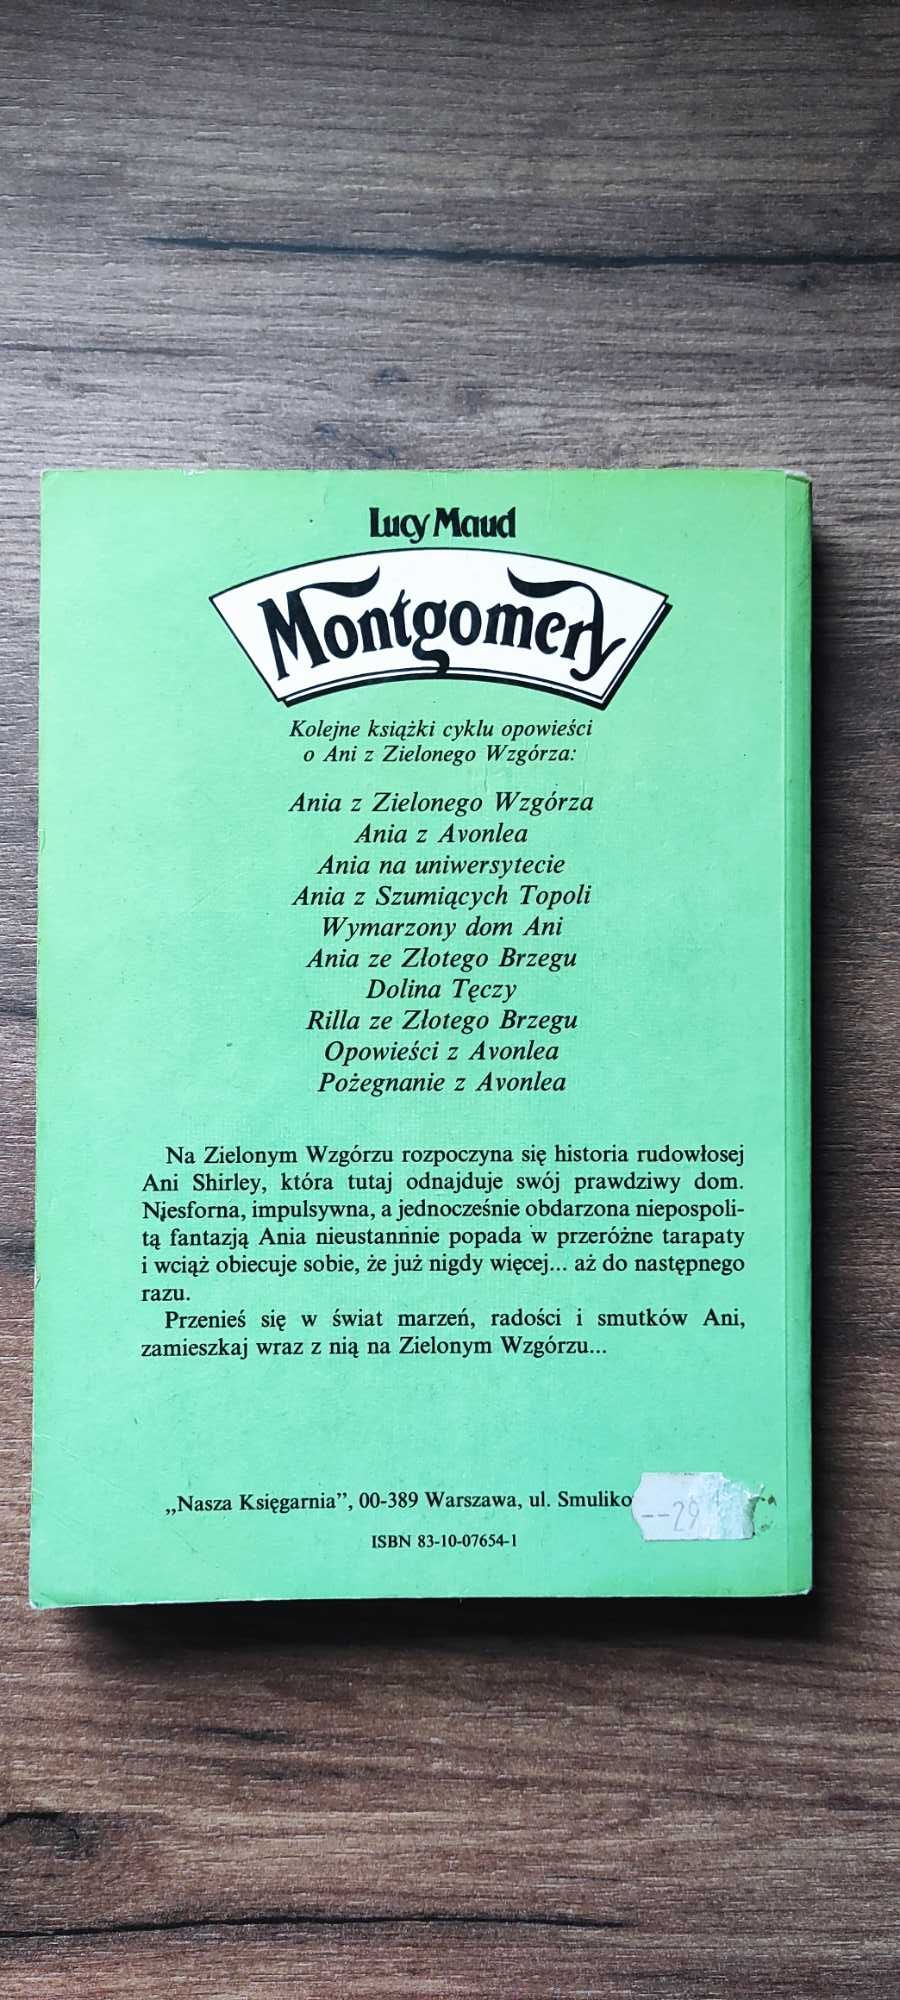 Lucy Maud
Montgomery
Kolejne książki cyklu opowieści
o Ani z Zielonego Wzgórza:
Ania z Zielonego Wzgórza
Ania z Avonlea
Ania na uniwersytecie
Ania z Szumiących Topoli
Wymarzony dom Ani
Ania ze Złotego Brzegu
Dolina Tęczy
Rilla ze Złotego Brzegu
Opowieści z Avonlea
Pożegnanie z Avonlea
Na Zielonym Wzgórzu rozpoczyna się historia rudowłosej
Ani Shirley, która tutaj odnajduje swój prawdziwy dom.
Niesforna, impulsywna, a jednocześnie obdarzona niepospoli-
tą fantazją Ania nieustannnie popada w przeróżne tarapaty
i wciąż obiecuje sobie, że już nigdy więcej... aż do następnego
razu.
Przenieś się w świat marzeń, radości i smutków Ani,
zamieszkaj wraz z nią na Zielonym Wzgórzu...
„Nasza Księgarnia”, 00-389 Warszawa, ul. Smuliko
--29
ISBN 83-10-07654-1